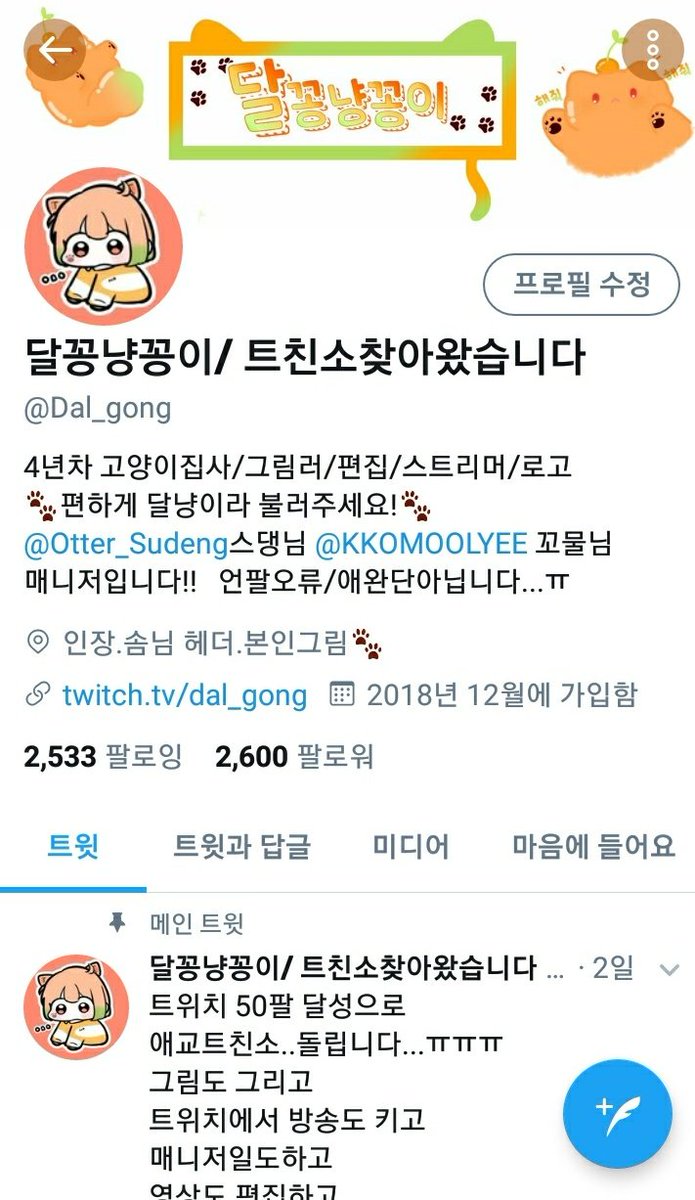 달꽁냥꽁이
해줘
해줘
프로필 수정
달꽁냥꽁이/ 트친소찾아왔습니다
@Dal_gong
4년차 고양이집사/그림러/편집/스트리머/로고
편하게 달냥이라 불러주세요!
@Otter_Sudeng스댕님 @KKOMOOLYEE 꼬물님
매니저입니다!! 언팔오류/애완단아닙니다...ㅠ
인장.솜님 헤더.본인그림
twitch.tv/dal_gong 2018년 12월에 가입함
2,533 팔로잉 2,600 팔로워
트윗 트윗과 답글 미디어 마음에 들어요
메인 트윗
달꽁냥꽁이/ 트친소찾아왔습니다 ... · 2일
트위치 50팔 달성으로
애교트친소..돌립니다...ㅠㅠㅠ
그림도 그리고
트위치에서 방송도 키고
매니저일도하고
영상도 편집하고